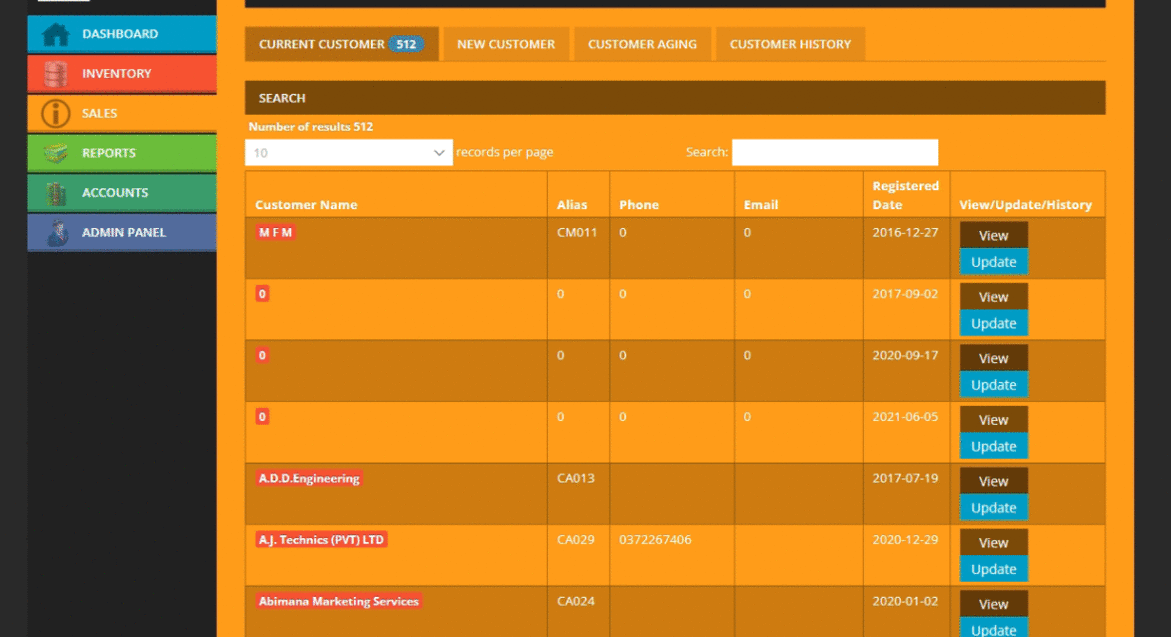 DASHBOARD
INVENTORY
SALES
REPORTS
ACCOUNTS
ADMIN PANEL
CURRENT CUSTOMER 512 NEW CUSTOMER CUSTOMER AGING CUSTOMER HISTORY
SEARCH
Number of results 512
10 records per page Search:
Customer Name Alias Phone Email Registered Date View/Update/History
M F M CM011 0 0 2016-12-27 View
Update
0 0 0 0 2017-09-02 View
Update
0 0 0 0 2020-09-17 View
Update
0 0 0 0 2021-06-05 View
Update
A.D.D.Engineering CA013 2017-07-19 View
Update
A.J. Technics (PVT) LTD CA029 0372267406 2020-12-29 View
Update
Abimana Marketing Services CA024 2020-01-02 View
Update